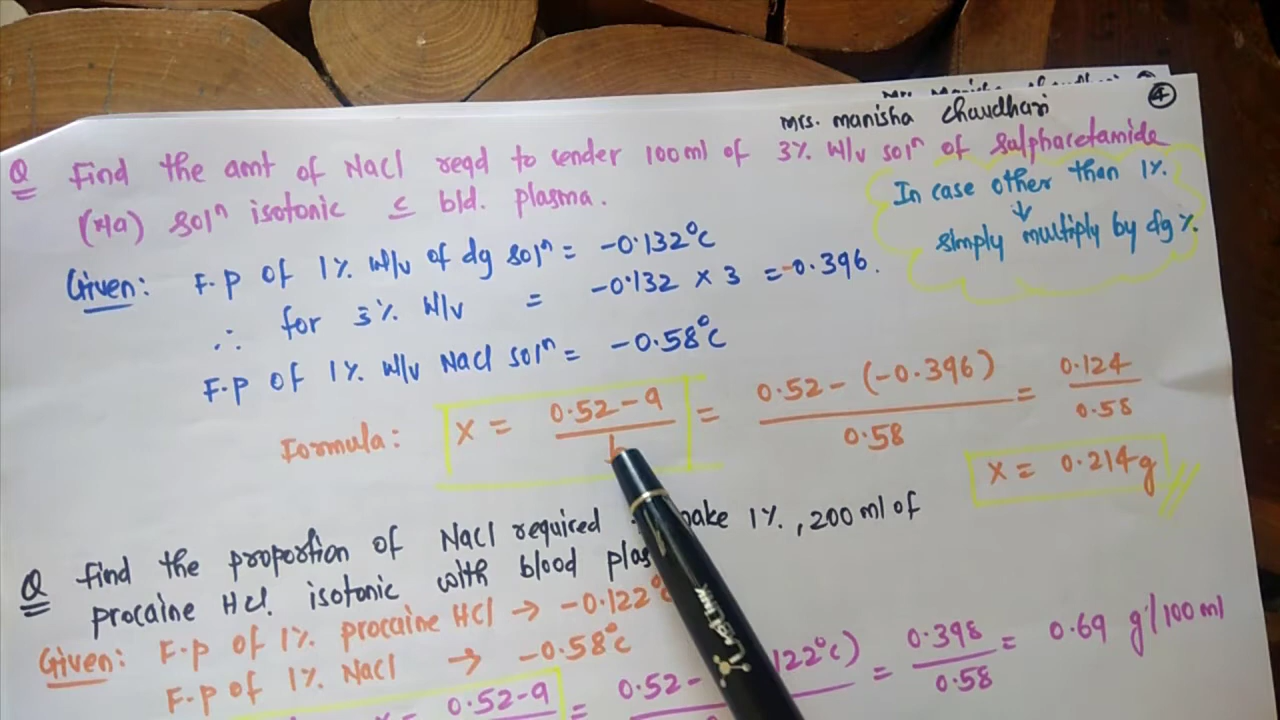 Mrs. Manisha Chaudhari
4
Q Find the amt of NaCl reqd to render 100ml of 3% W/v solⁿ of Salphacetamide
(Na) solⁿ isotonic c̄ bld. plasma.
In case other than 1%.
↓
simply multiply by dg %.
Given: F.p of 1% W/v of dg solⁿ = -0.132°C
∴ for 3% W/v = -0.132 × 3 = -0.396.
F.p of 1% W/v NaCl solⁿ = -0.58°C
Formula: X = 0.52-a / b = 0.52-(-0.396) / 0.58 = 0.124 / 0.58
X = 0.214g
Q Find the proportion of NaCl required make 1%, 200 ml of
procaine HCl. isotonic with blood
Given: F.p of 1% procaine HCl → -0.122°
F.p of 1% NaCl → -0.58°C
0.52-a = 0.52- 122°C) = 0.398 / 0.58 = 0.69 g/100 ml